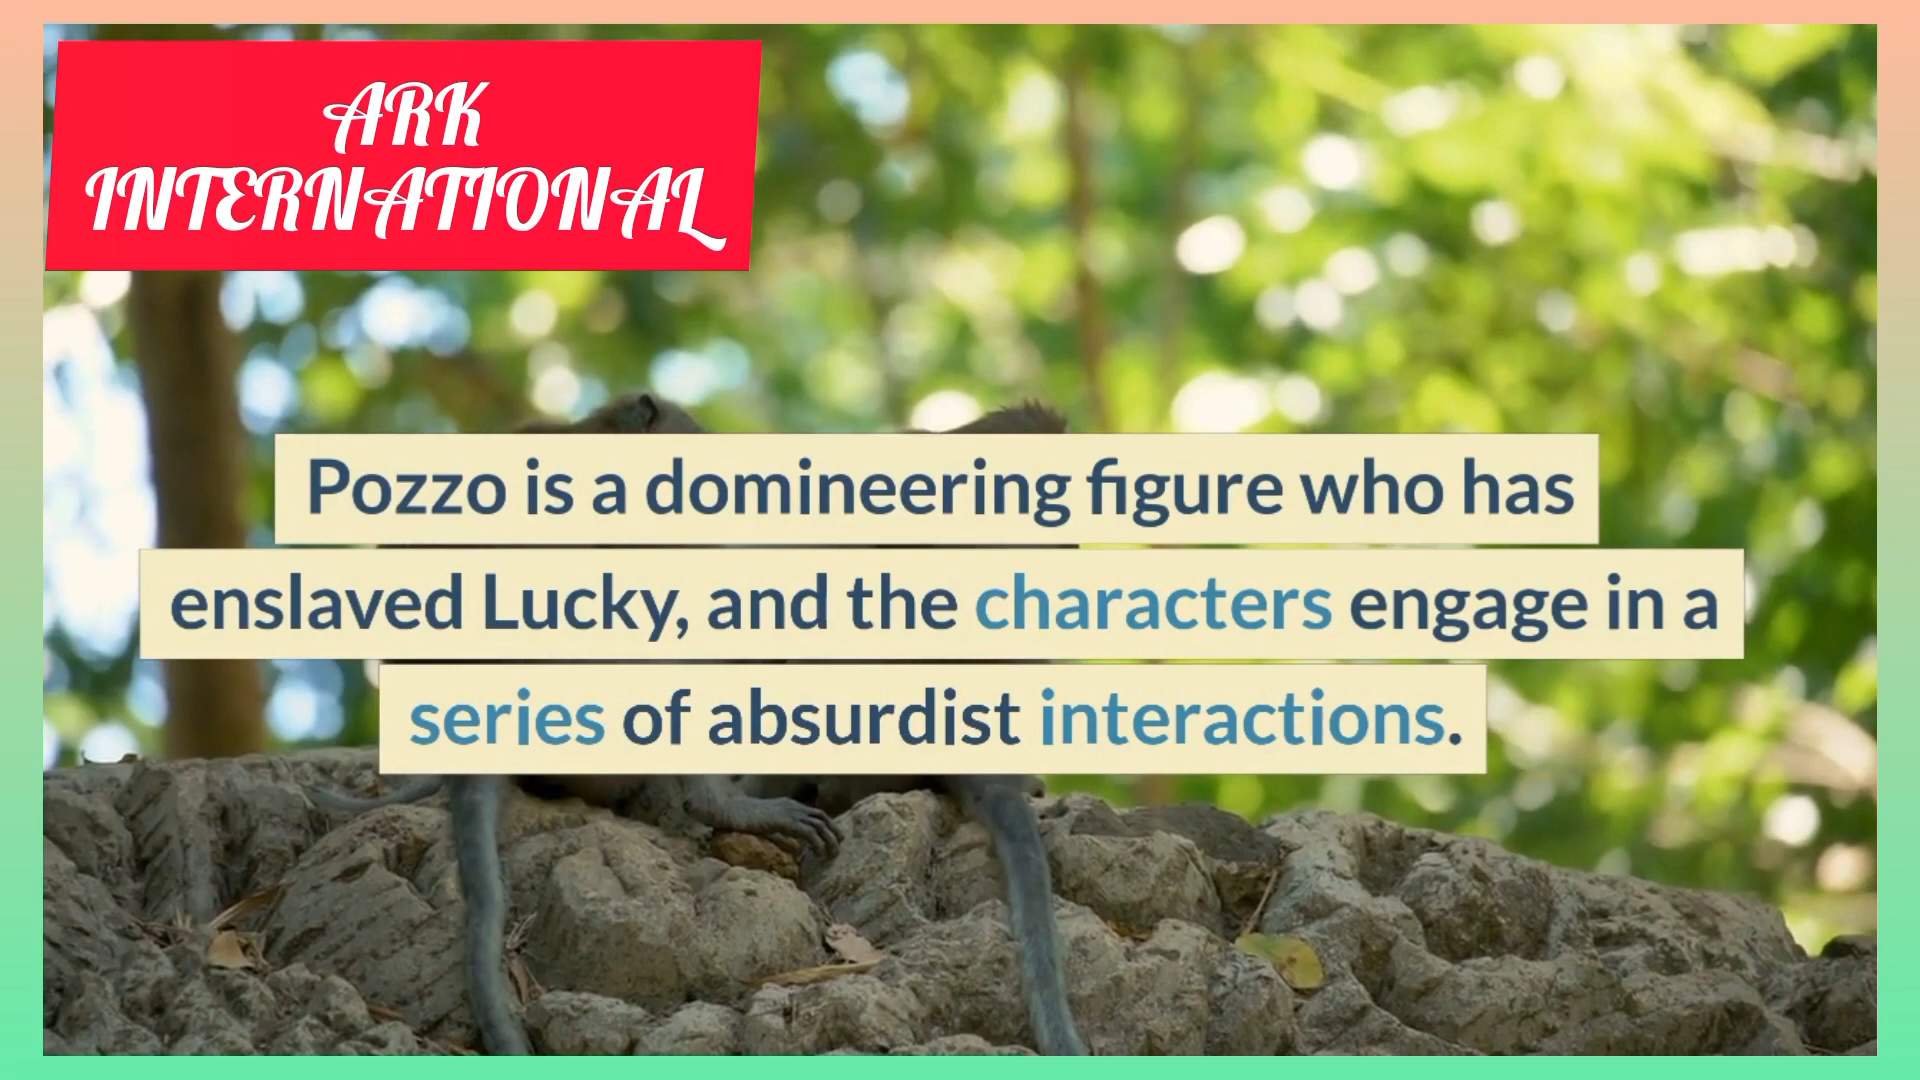 ARK
INTERNATIONAL
Pozzo is a domineering figure who has
enslaved Lucky, and the characters engage in a
series of absurdist interactions.